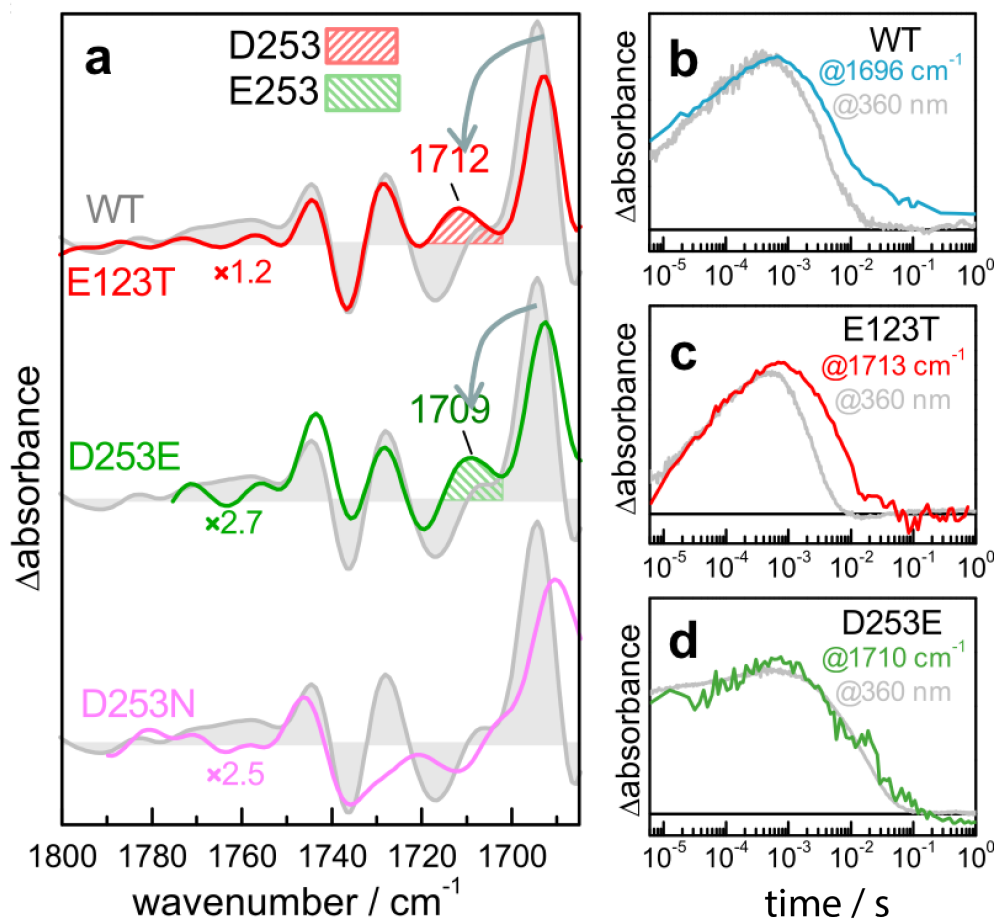 a
D253
E253
1712
WT
E123T
×1.2
1709
D253E
×2.7
D253N
×2.5
Δabsorbance
1800 1780 1760 1740 1720 1700
wavenumber / cm⁻¹
b
WT
@1696 cm⁻¹
@360 nm
Δabsorbance
10⁻⁵ 10⁻⁴ 10⁻³ 10⁻² 10⁻¹ 10⁰
c
E123T
@1713 cm⁻¹
@360 nm
Δabsorbance
10⁻⁵ 10⁻⁴ 10⁻³ 10⁻² 10⁻¹ 10⁰
d
D253E
@1710 cm⁻¹
@360 nm
Δabsorbance
10⁻⁵ 10⁻⁴ 10⁻³ 10⁻² 10⁻¹ 10⁰
time / s